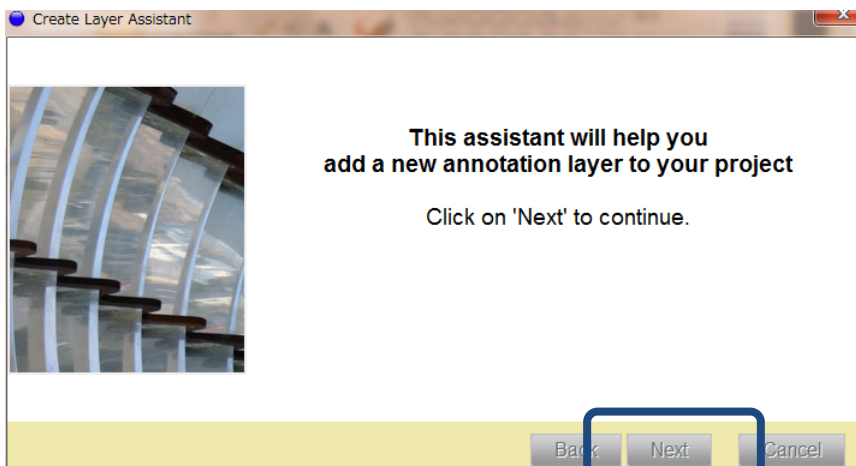 Create Layer Assistant
This assistant will help you
add a new annotation layer to your project
Click on 'Next' to continue.
Back Next Cancel